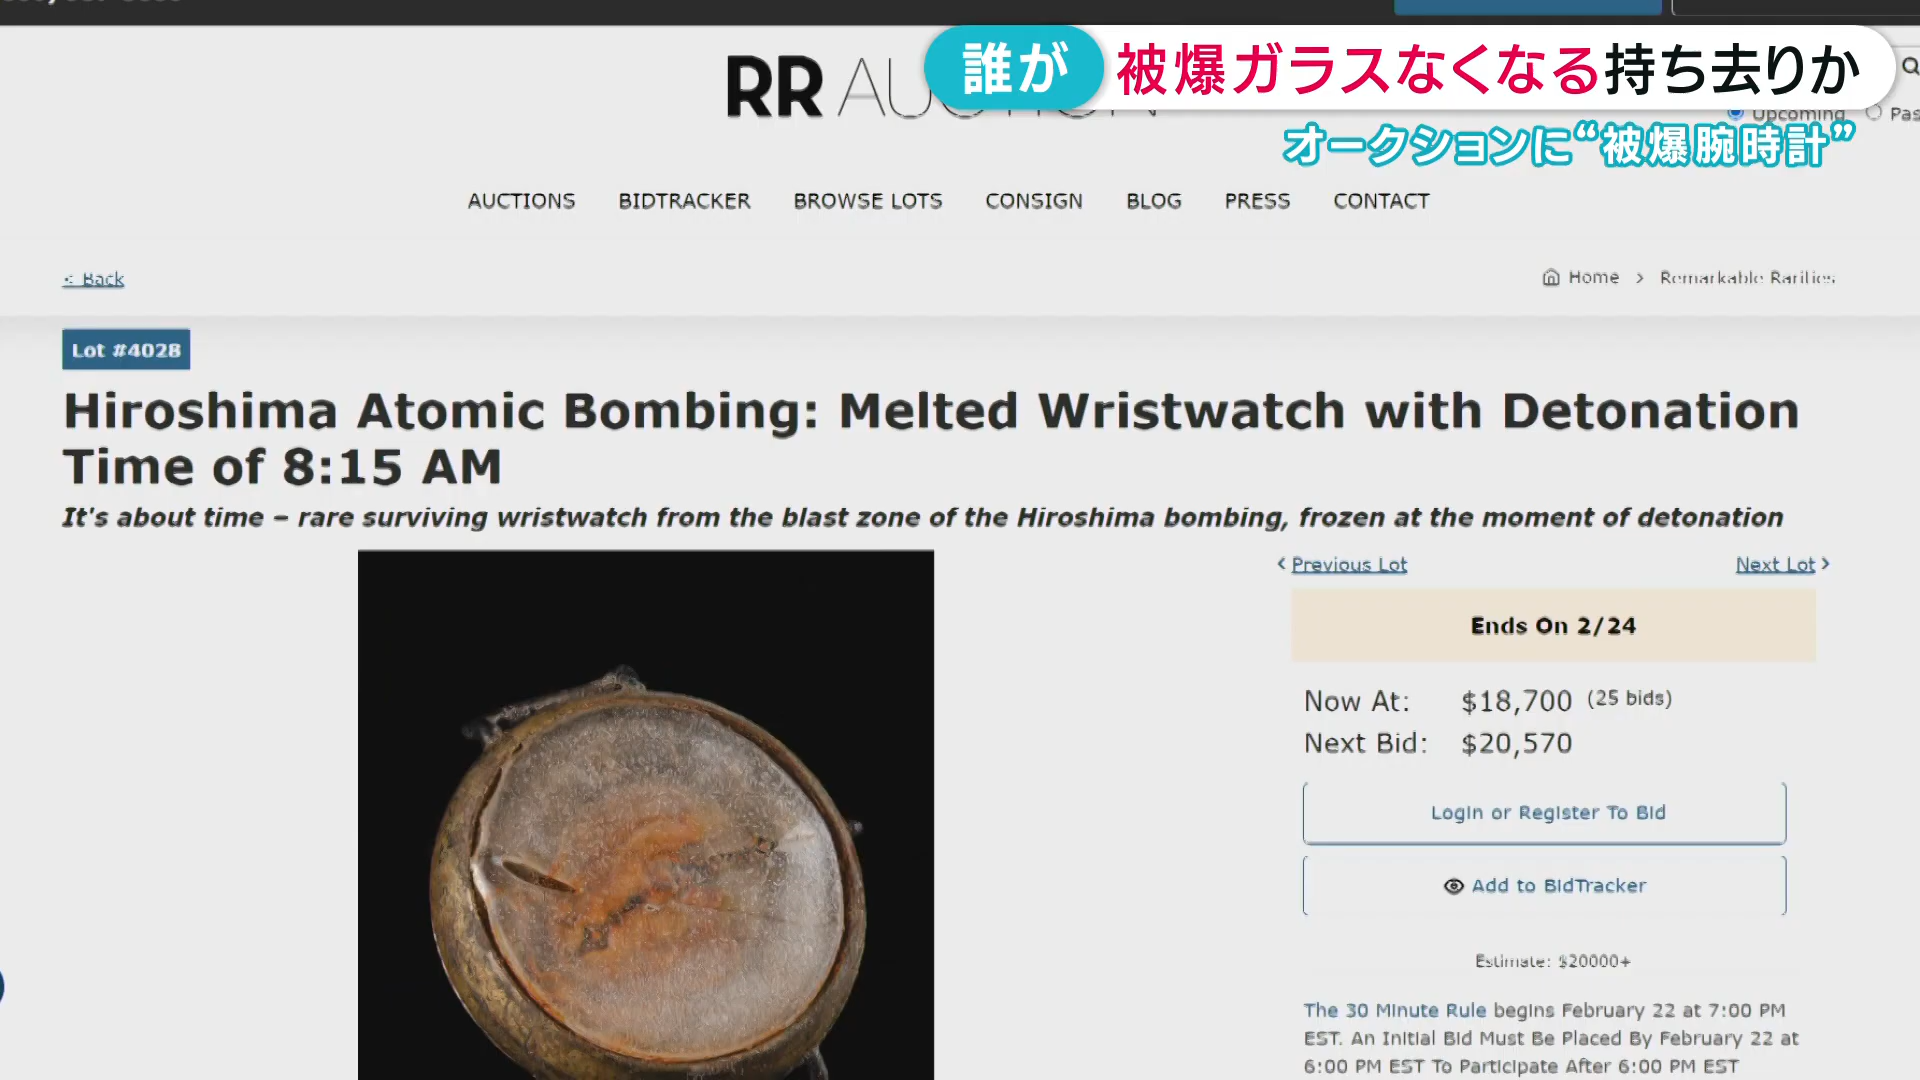 誰が 被爆ガラスなくなる持ち去りか
オークションに“被爆腕時計”
RR
Upcoming
AUCTIONS BIDTRACKER BROWSE LOTS CONSIGN BLOG PRESS CONTACT
< Back
Home > Remarkable Rarities
Lot #4028
Hiroshima Atomic Bombing: Melted Wristwatch with Detonation
Time of 8:15 AM
It's about time – rare surviving wristwatch from the blast zone of the Hiroshima bombing, frozen at the moment of detonation
‹ Previous Lot
Next Lot ›
Ends On 2/24
Now At: $18,700 (25 bids)
Next Bid: $20,570
Login or Register To Bid
Add to BidTracker
Estimate: $20000+
The 30 Minute Rule begins February 22 at 7:00 PM
EST. An Initial Bid Must Be Placed By February 22 at
6:00 PM EST To Participate After 6:00 PM EST